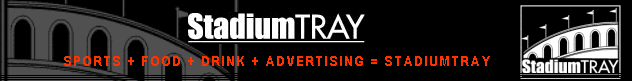 StadiumTRAY
SPORTS + FOOD + DRINK + ADVERTISING = STADIUMTRAY
StadiumTRAY